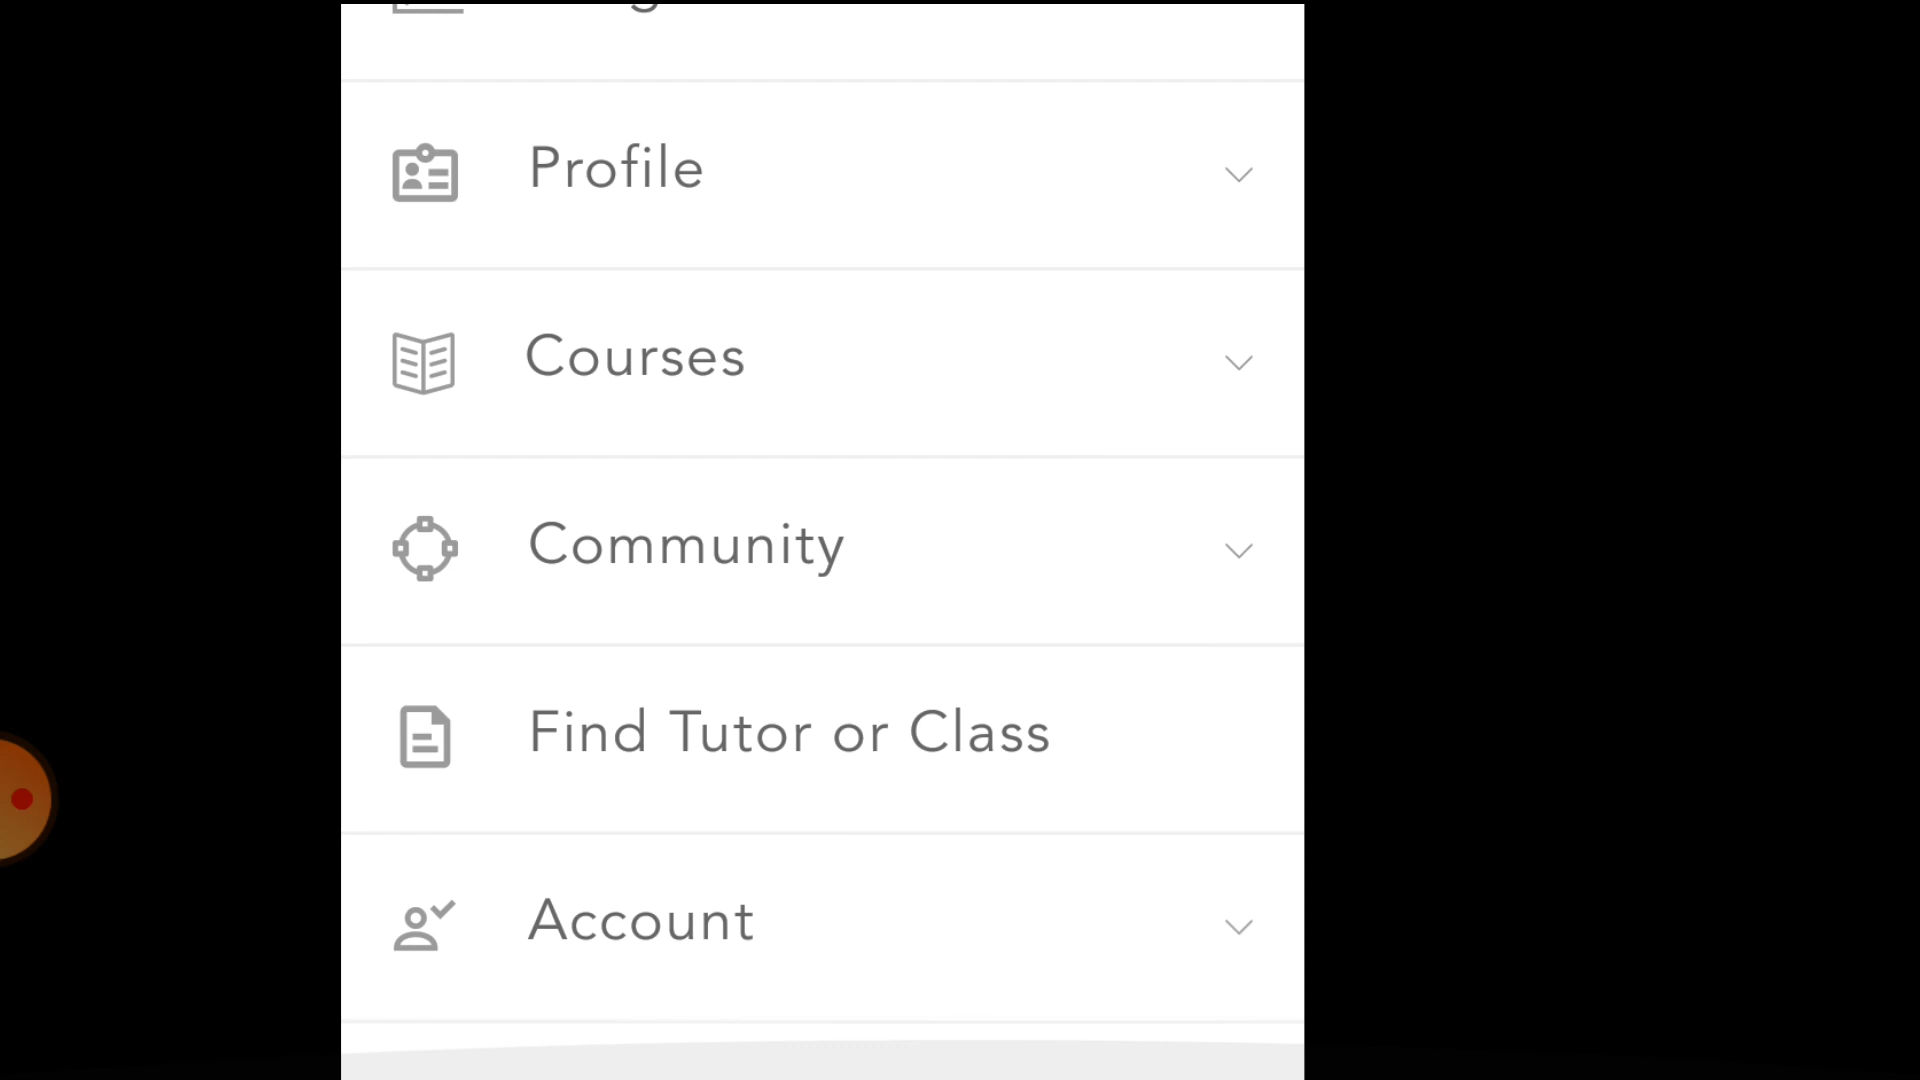 Profile
Courses
Community
Find Tutor or Class
Account